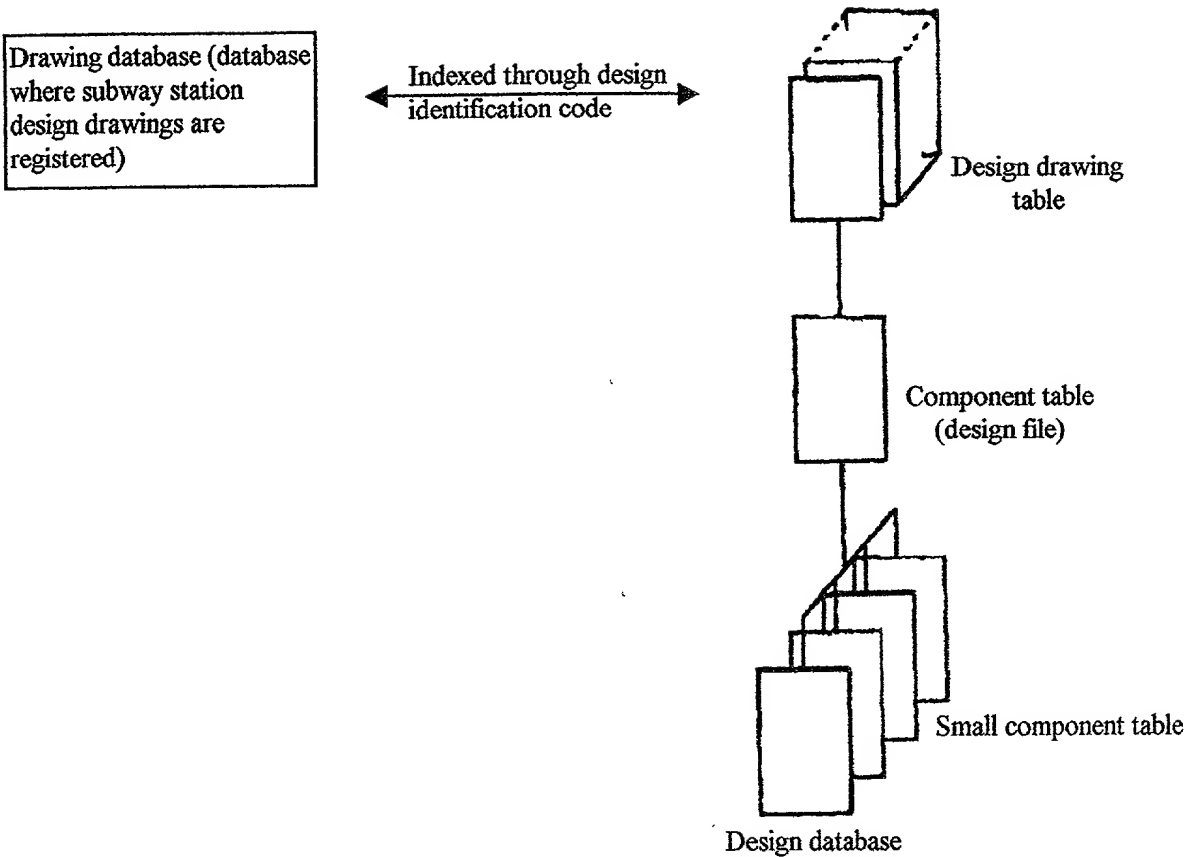 Drawing database (database
where subway station
design drawings are
registered)
Indexed through design
identification code
Design drawing
table
Component table
(design file)
Small component table
Design database